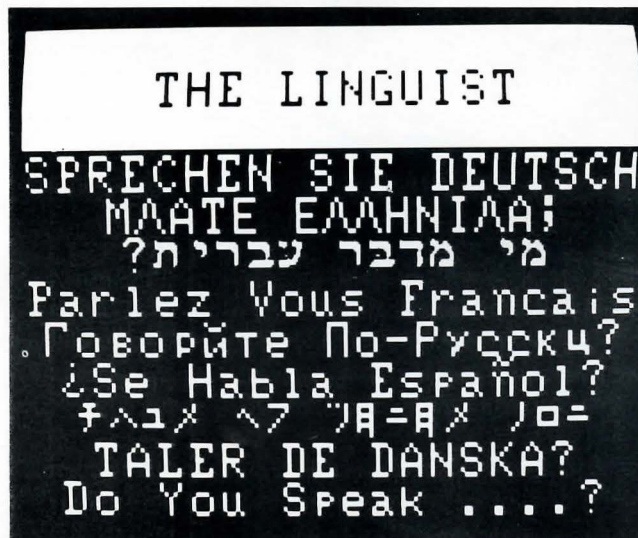 THE LINGUIST
SPRECHEN SIE DEUTSCH
ΜΛΑΤΕ ΕΛΛΗΝΙΛΑ;
מי מדבר עברית?
Parlez Vous Francais
Говорйте По-Русскц?
¿Se Habla Español?
TALER DE DANSKA?
Do You Speak ....?